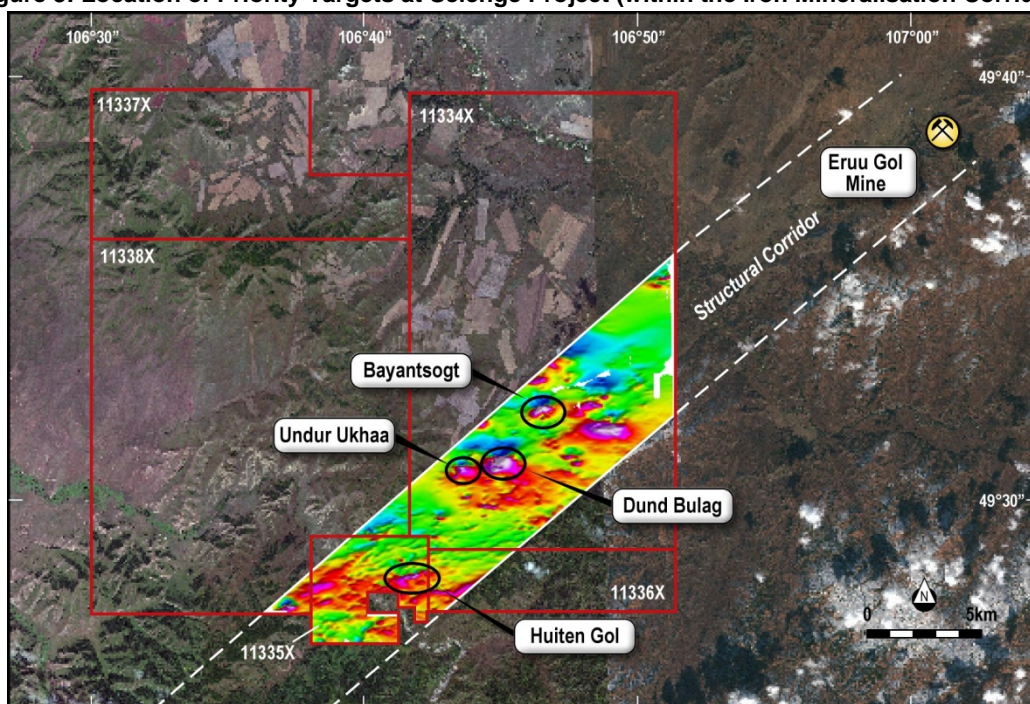 Figure 9: Location of Priority Targets at Selenge Project (within the Iron Mineralisation Corridor)
106°30”
106°40”
106°50”
107°00”
49°40”
11337X
11334X
Eruu Gol
Mine
11338X
Structural Corridor
Bayantsogt
Undur Ukhaa
Dund Bulag
49°30”
11336X
N
0
5km
Huiten Gol
11335X